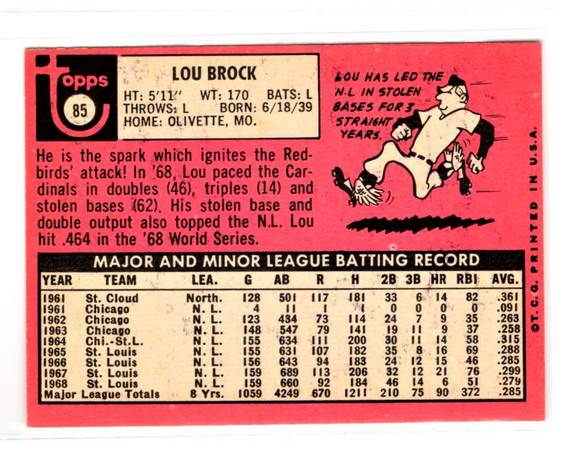 topps
85
LOU BROCK
HT: 5'11" WT: 170 BATS: L
THROWS: L BORN: 6/18/39
HOME: OLIVETTE, MO.
LOU HAS LED THE
N.L IN STOLEN
BASES FOR 3
STRAIGHT
YEARS.
He is the spark which ignites the Red-
birds' attack! In '68, Lou paced the Car-
dinals in doubles (46), triples (14) and
stolen bases (62). His stolen base and
double output also topped the N.L. Lou
hit .464 in the '68 World Series.
MAJOR AND MINOR LEAGUE BATTING RECORD
YEAR TEAM LEA. G AB R H 2B 3B HR RBI AVG.
1961 St. Cloud North. 128 501 117 181 33 6 14 82 .361
1961 Chicago N. L. 4 11 1 1 0 0 0 0 .091
1962 Chicago N. L. 123 434 73 114 24 7 9 35 .263
1963 Chicago N. L. 148 547 79 141 19 11 9 37 .258
1964 Chi.-St.L. N. L. 155 634 111 200 30 11 14 58 .315
1965 St. Louis N. L. 155 631 107 182 35 8 16 69 .288
1966 St. Louis N. L. 156 643 94 183 24 12 15 46 .285
1967 St. Louis N. L. 159 689 113 206 32 12 21 76 .299
1968 St. Louis N. L. 159 660 92 184 46 14 6 51 .279
Major League Totals 8 Yrs. 1059 4249 670 1211 210 75 90 372 .285
©T.C.G. PRINTED IN U.S.A.